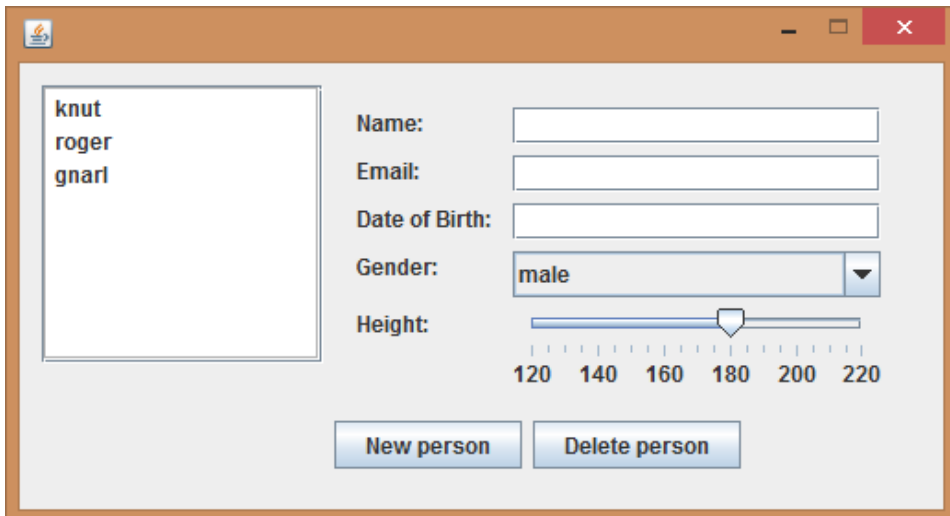 knut
roger
gnarl
Name:
Email:
Date of Birth:
Gender: male
Height:
120 140 160 180 200 220
New person Delete person